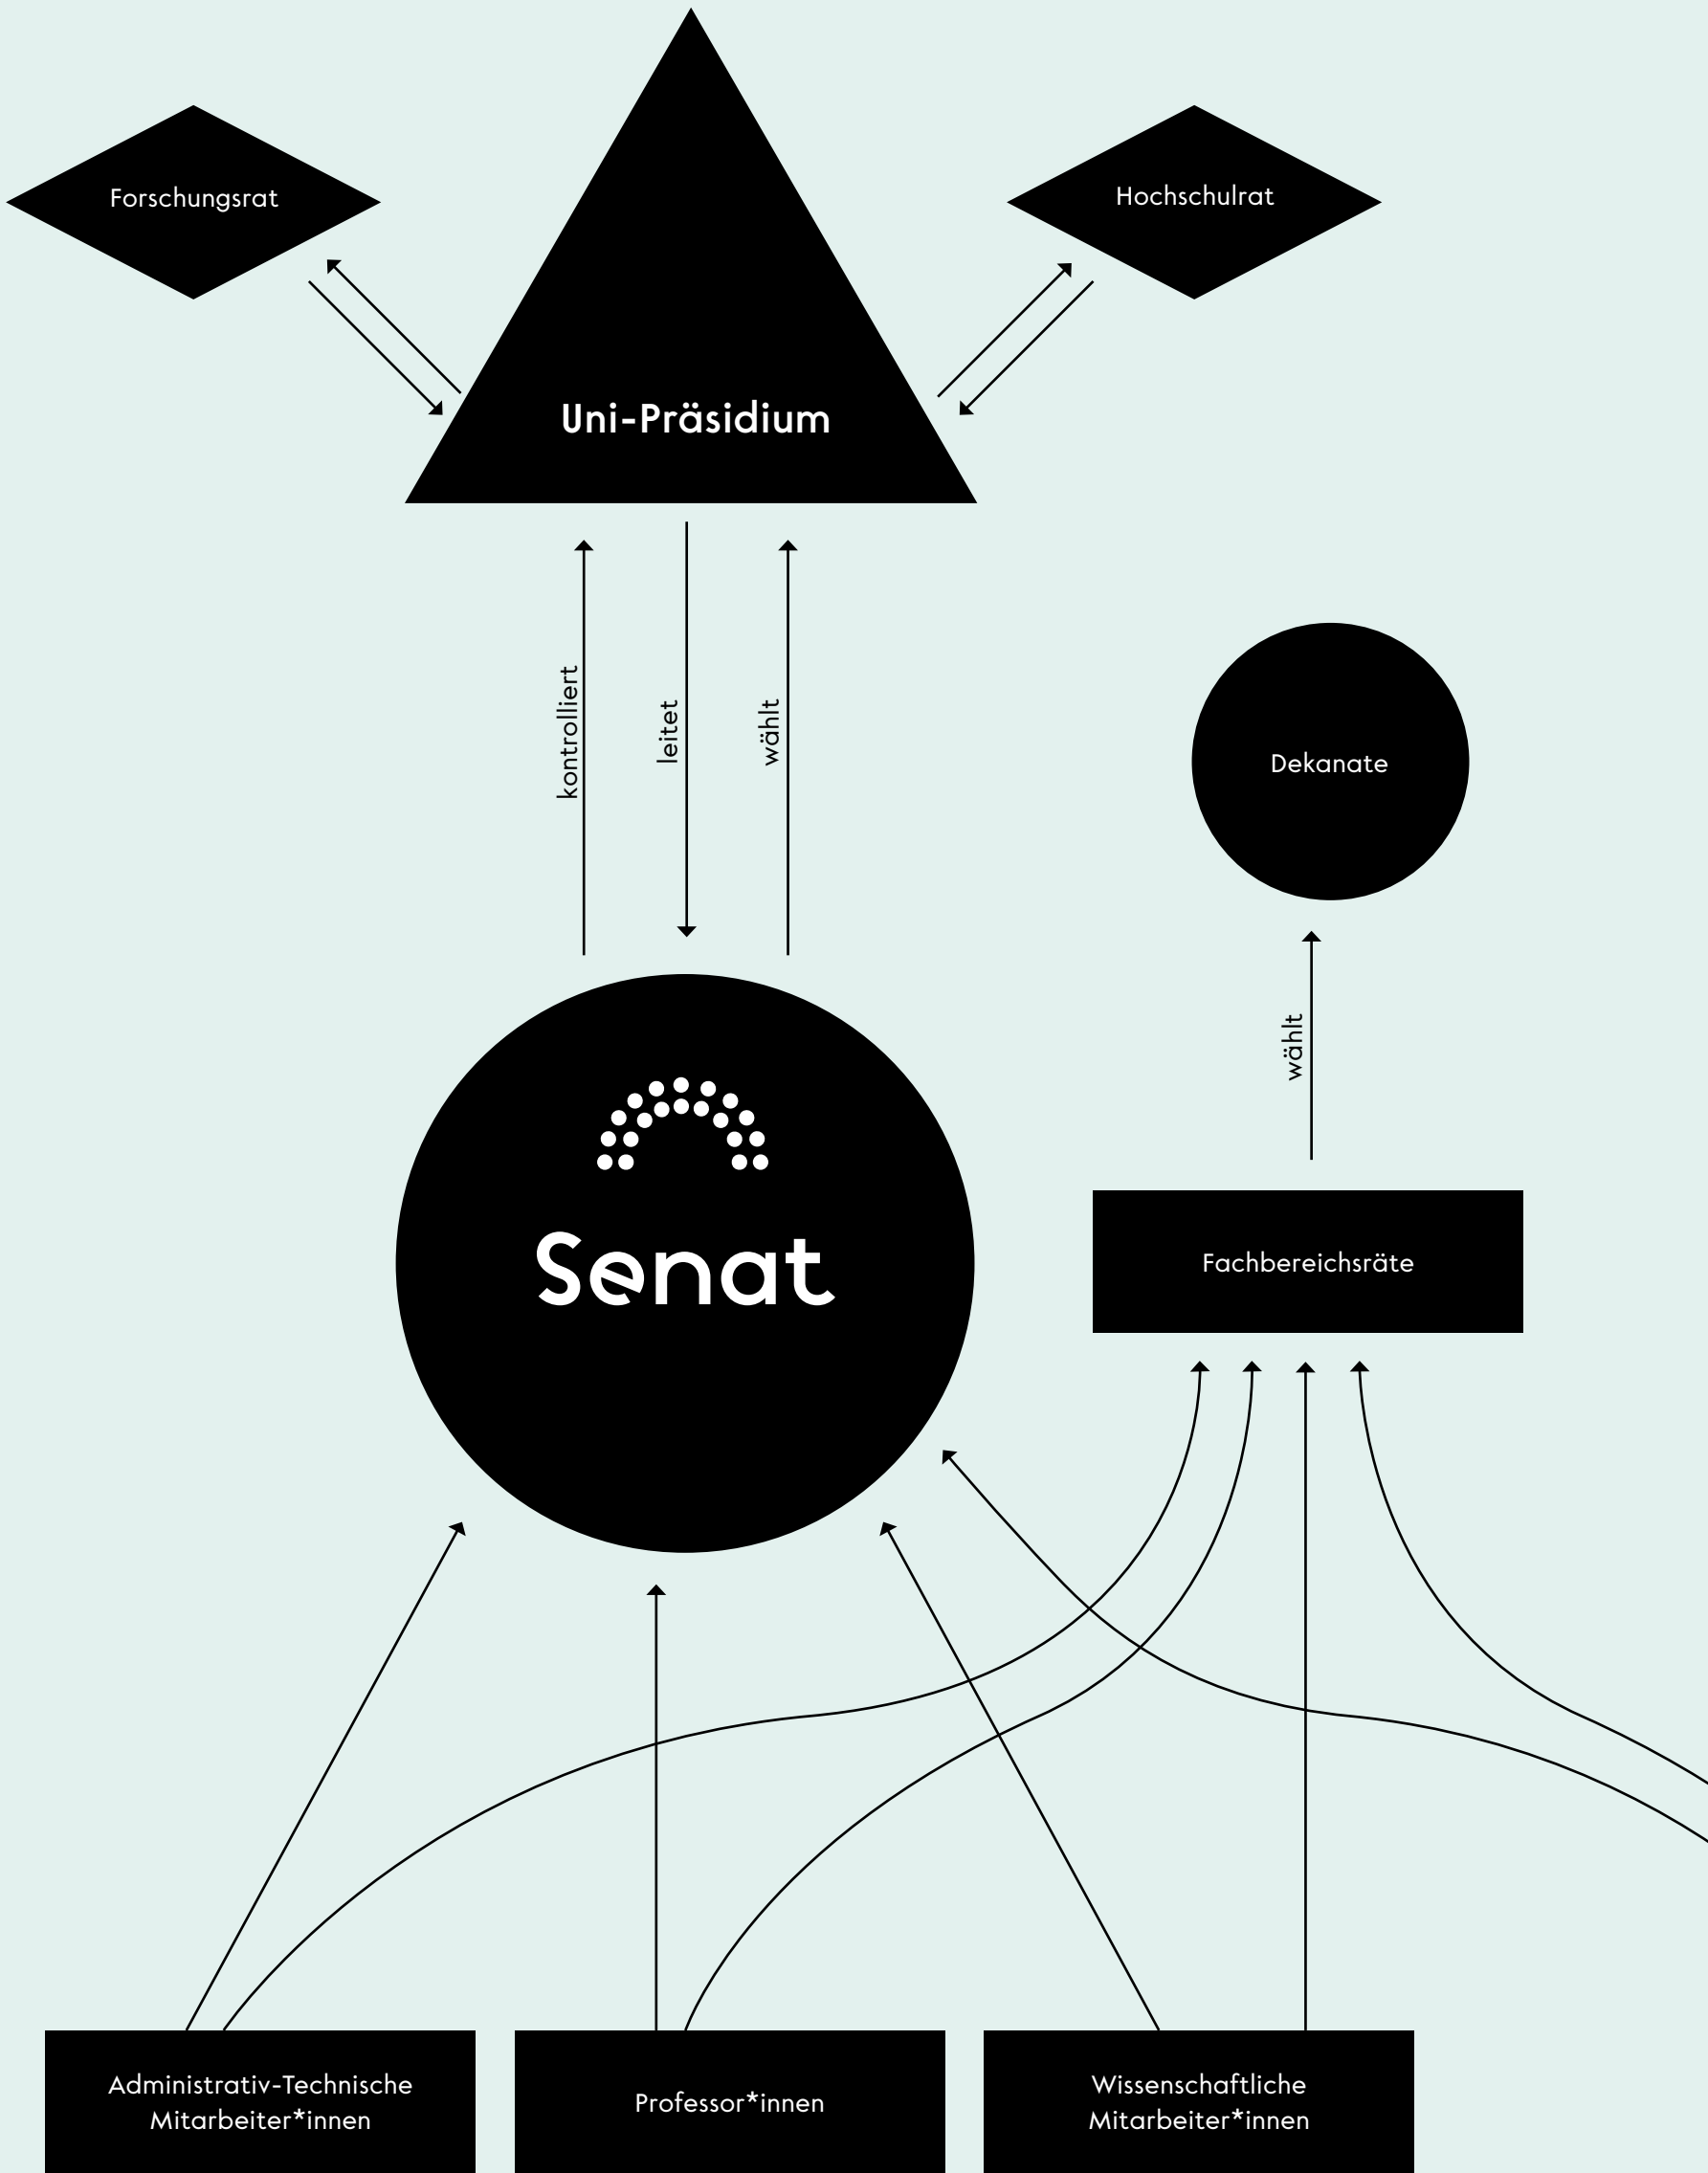 Forschungsrat
Hochschulrat
Uni-Präsidium
kontrolliert
leitet
wählt
Dekanate
wählt
Senat
Fachbereichsräte
Administrativ-Technische
Mitarbeiter*innen
Professor*innen
Wissenschaftliche
Mitarbeiter*innen